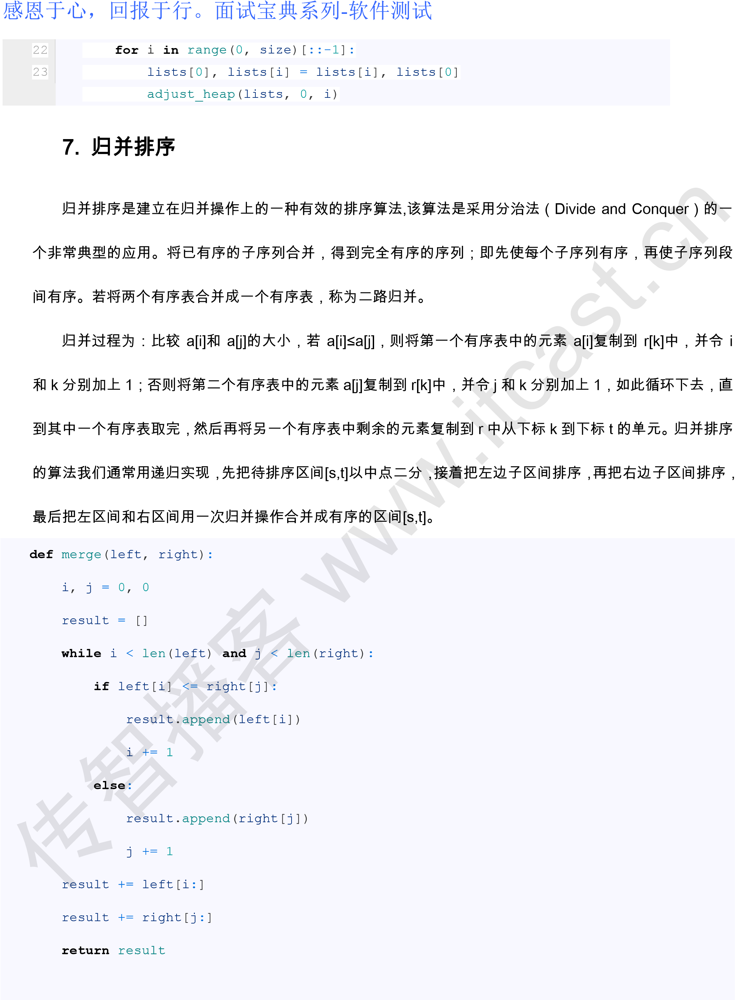 感恩于心，回报于行。面试宝典系列-软件测试
22 for i in range(0, size)[::-1]:
23 lists[0], lists[i] = lists[i], lists[0]
adjust_heap(lists, 0, i)
7. 归并排序
归并排序是建立在归并操作上的一种有效的排序算法,该算法是采用分治法（Divide and Conquer）的一
个非常典型的应用。将已有序的子序列合并，得到完全有序的序列；即先使每个子序列有序，再使子序列段
间有序。若将两个有序表合并成一个有序表，称为二路归并。
归并过程为：比较 a[i]和 a[j]的大小，若 a[i]≤a[j]，则将第一个有序表中的元素 a[i]复制到 r[k]中，并令 i
和 k 分别加上 1；否则将第二个有序表中的元素 a[j]复制到 r[k]中，并令 j 和 k 分别加上 1，如此循环下去，直
到其中一个有序表取完，然后再将另一个有序表中剩余的元素复制到 r 中从下标 k 到下标 t 的单元。归并排序
的算法我们通常用递归实现，先把待排序区间[s,t]以中点二分，接着把左边子区间排序，再把右边子区间排序，
最后把左区间和右区间用一次归并操作合并成有序的区间[s,t]。
def merge(left, right):
i, j = 0, 0
result = []
while i < len(left) and j < len(right):
if left[i] <= right[j]:
result.append(left[i])
i += 1
else:
result.append(right[j])
j += 1
result += left[i:]
result += right[j:]
return result
传智播客 www.itcast.cn